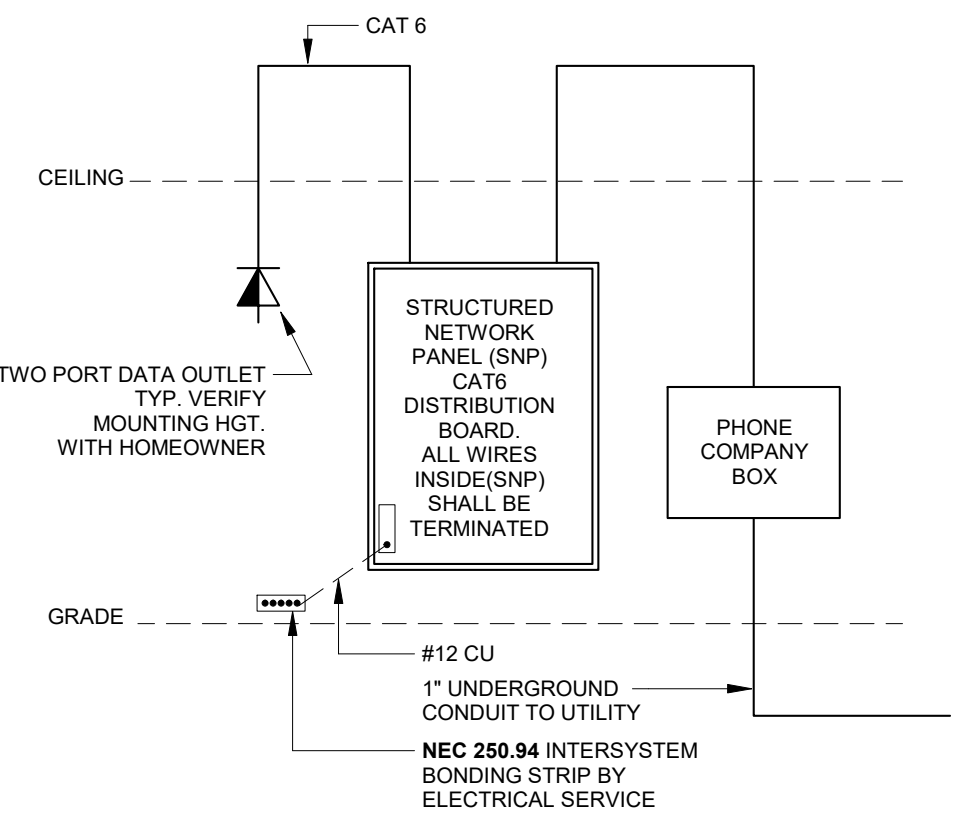 CAT 6
CEILING
STRUCTURED
NETWORK
PANEL (SNP)
CAT6
DISTRIBUTION
BOARD.
ALL WIRES
INSIDE(SNP)
SHALL BE
TERMINATED
TWO PORT DATA OUTLET
TYP. VERIFY
MOUNTING HGT.
WITH HOMEOWNER
PHONE
COMPANY
BOX
GRADE
#12 CU
1" UNDERGROUND
CONDUIT TO UTILITY
NEC 250.94 INTERSYSTEM
BONDING STRIP BY
ELECTRICAL SERVICE